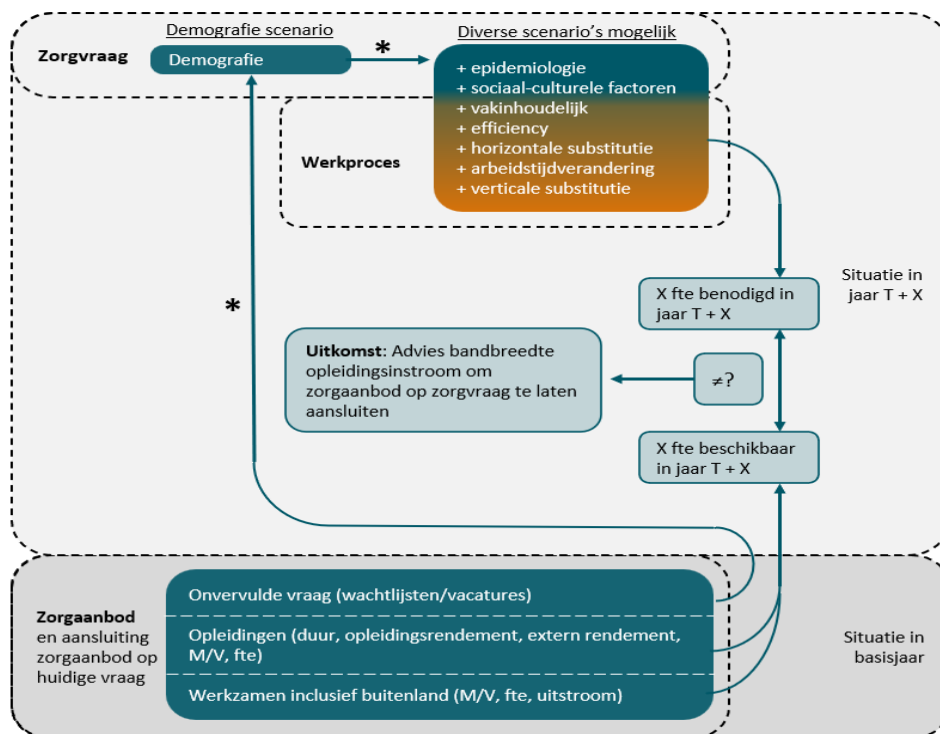 Demografie scenario
Diverse scenario's mogelijk
Zorgvraag
Demografie
*
+ epidemiologie
+ sociaal-culturele factoren
+ vakinhoudelijk
+ efficiency
+ horizontale substitutie
+ arbeidstijdverandering
+ verticale substitutie
Werkproces
X fte benodigd in
jaar T + X
Situatie in
jaar T + X
*
Uitkomst: Advies bandbreedte
opleidingsinstroom om
zorgaanbod op zorgvraag te laten
aansluiten
≠?
X fte beschikbaar
in jaar T + X
Zorgaanbod
en aansluiting
zorgaanbod op
huidige vraag
Onvervulde vraag (wachtlijsten/vacatures)
Opleidingen (duur, opleidingsrendement, extern rendement,
M/V, fte)
Werkzamen inclusief buitenland (M/V, fte, uitstroom)
Situatie in
basisjaar